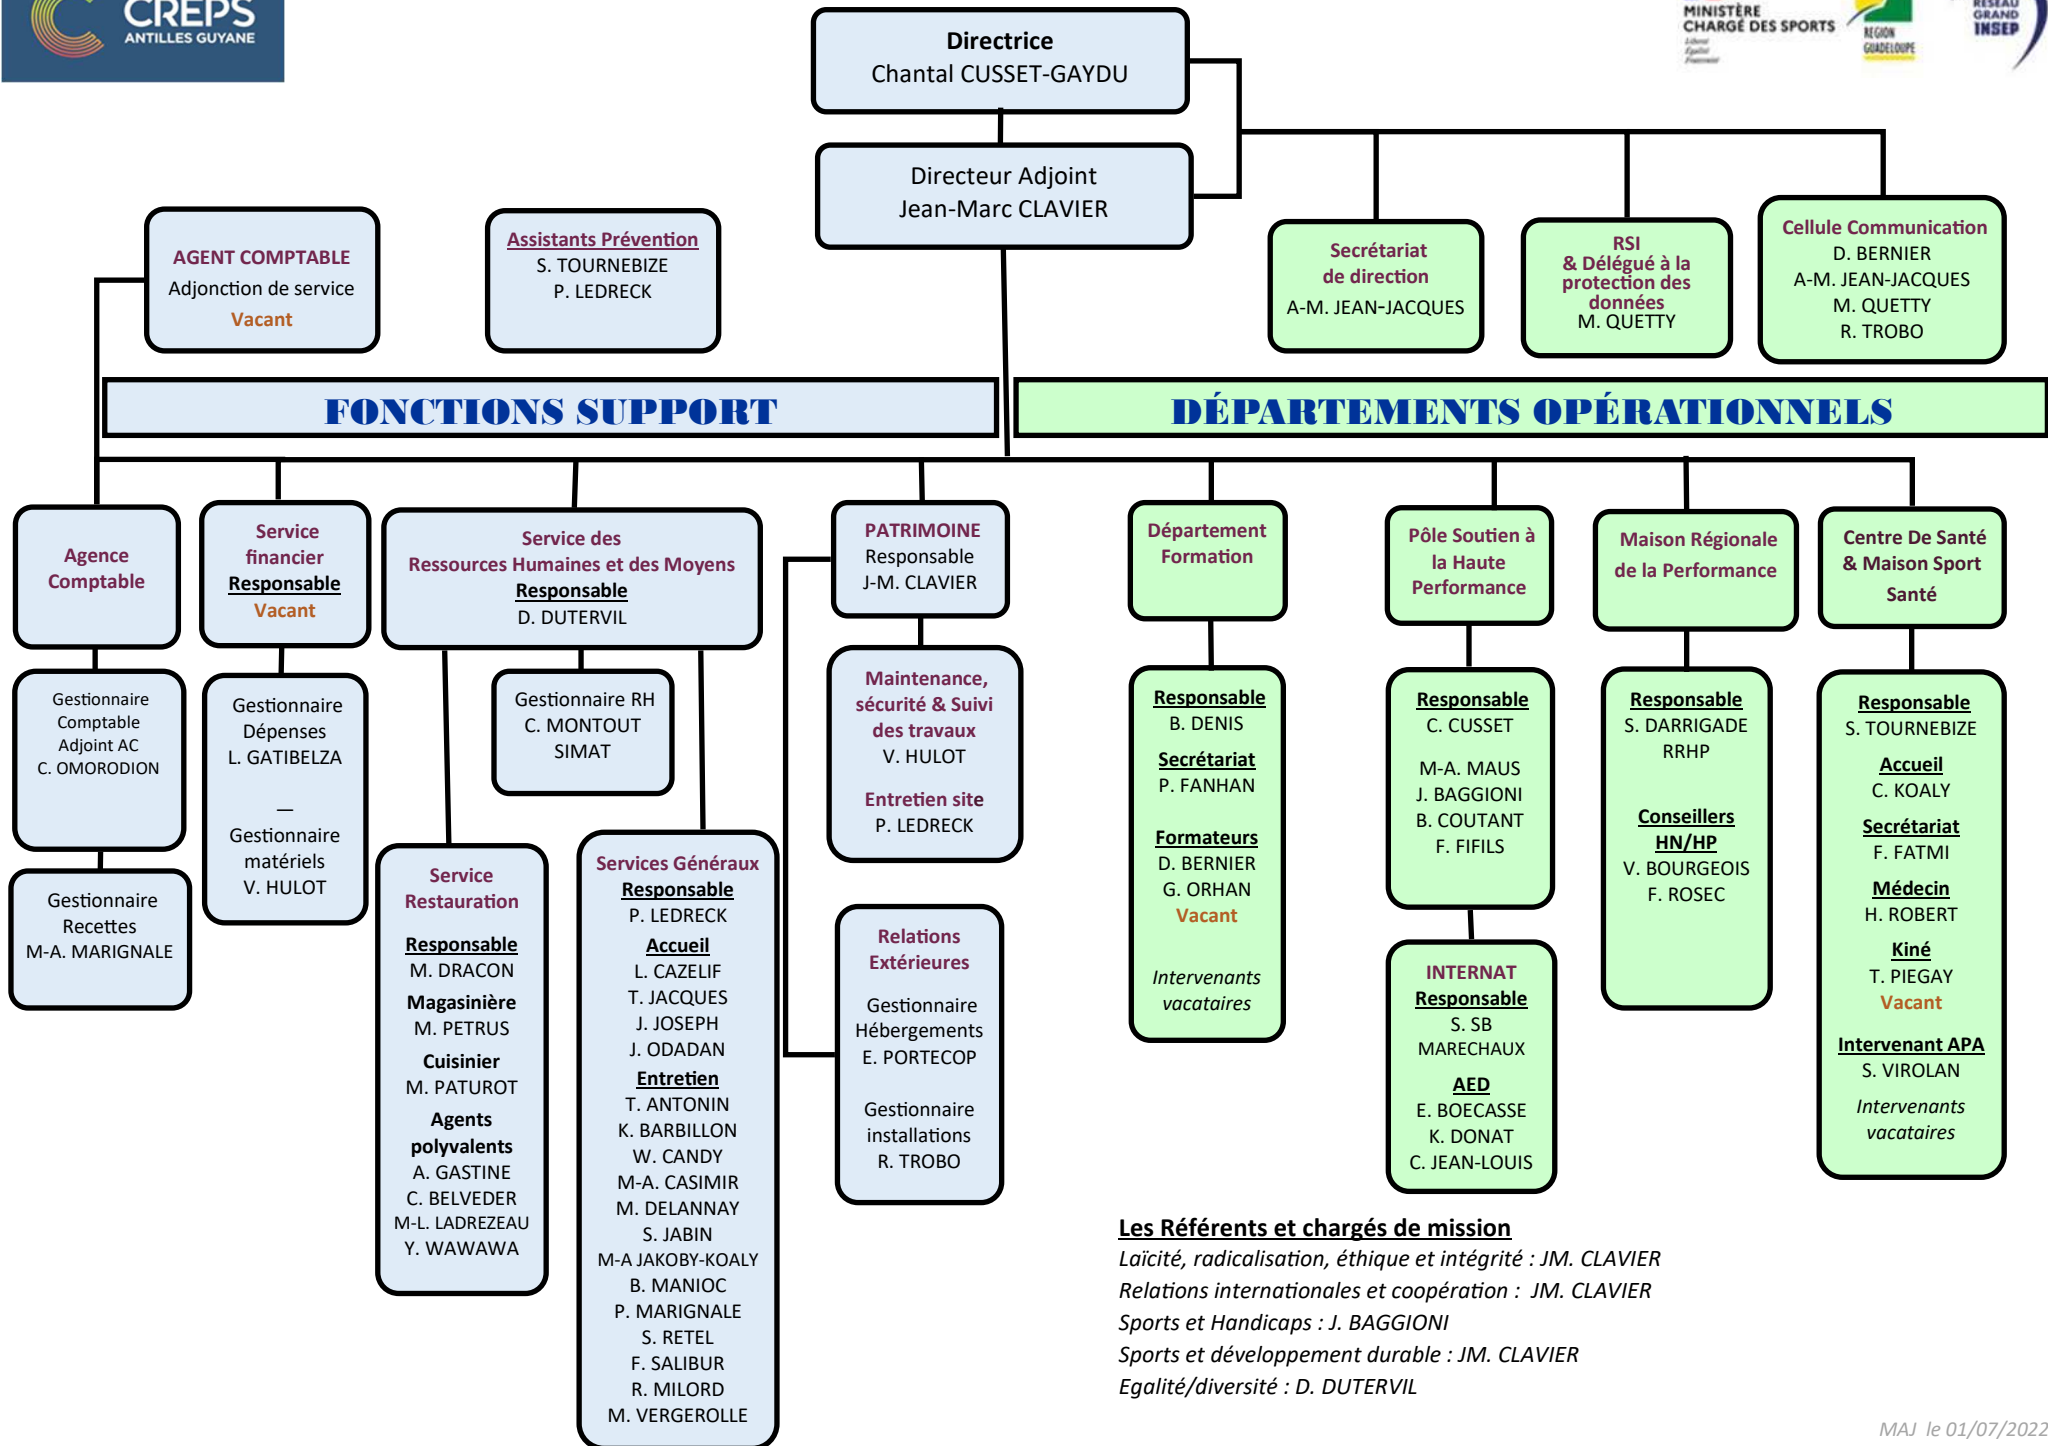 CREPS
ANTILLES GUYANE
MINISTÈRE
CHARGÉ DES SPORTS
Liberté
Égalité
Fraternité
REGION
GUADELOUPE
RESEAU
GRAND
INSEP
Directrice
Chantal CUSSET-GAYDU
Directeur Adjoint
Jean-Marc CLAVIER
AGENT COMPTABLE
Adjonction de service
Vacant
Assistants Prévention
S. TOURNEBIZE
P. LEDRECK
Secrétariat
de direction
A-M. JEAN-JACQUES
RSI
& Délégué à la
protection des
données
M. QUETTY
Cellule Communication
D. BERNIER
A-M. JEAN-JACQUES
M. QUETTY
R. TROBO
FONCTIONS SUPPORT
DÉPARTEMENTS OPÉRATIONNELS
Agence
Comptable
Gestionnaire
Comptable
Adjoint AC
C. OMORODION
Gestionnaire
Recettes
M-A. MARIGNALE
Service
financier
Responsable
Vacant
Gestionnaire
Dépenses
L. GATIBELZA
—
Gestionnaire
matériels
V. HULOT
Service des
Ressources Humaines et des Moyens
Responsable
D. DUTERVIL
Gestionnaire RH
C. MONTOUT
SIMAT
Service
Restauration
Responsable
M. DRACON
Magasinière
M. PETRUS
Cuisinier
M. PATUROT
Agents
polyvalents
A. GASTINE
C. BELVEDER
M-L. LADREZEAU
Y. WAWAWA
Services Généraux
Responsable
P. LEDRECK
Accueil
L. CAZELIF
T. JACQUES
J. JOSEPH
J. ODADAN
Entretien
T. ANTONIN
K. BARBILLON
W. CANDY
M-A. CASIMIR
M. DELANNAY
S. JABIN
M-A JAKOBY-KOALY
B. MANIOC
P. MARIGNALE
S. RETEL
F. SALIBUR
R. MILORD
M. VERGEROLLE
PATRIMOINE
Responsable
J-M. CLAVIER
Maintenance,
sécurité & Suivi
des travaux
V. HULOT
Entretien site
P. LEDRECK
Relations
Extérieures
Gestionnaire
Hébergements
E. PORTECOP
Gestionnaire
installations
R. TROBO
Département
Formation
Responsable
B. DENIS
Secrétariat
P. FANHAN
Formateurs
D. BERNIER
G. ORHAN
Vacant
Intervenants
vacataires
Pôle Soutien à
la Haute
Performance
Responsable
C. CUSSET
M-A. MAUS
J. BAGGIONI
B. COUTANT
F. FIFILS
INTERNAT
Responsable
S. SB
MARECHAUX
AED
E. BOECASSE
K. DONAT
C. JEAN-LOUIS
Maison Régionale
de la Performance
Responsable
S. DARRIGADE
RRHP
Conseillers
HN/HP
V. BOURGEOIS
F. ROSEC
Centre De Santé
& Maison Sport
Santé
Responsable
S. TOURNEBIZE
Accueil
C. KOALY
Secrétariat
F. FATMI
Médecin
H. ROBERT
Kiné
T. PIEGAY
Vacant
Intervenant APA
S. VIROLAN
Intervenants
vacataires
Les Référents et chargés de mission
Laïcité, radicalisation, éthique et intégrité : JM. CLAVIER
Relations internationales et coopération : JM. CLAVIER
Sports et Handicaps : J. BAGGIONI
Sports et développement durable : JM. CLAVIER
Egalité/diversité : D. DUTERVIL
MAJ le 01/07/2022